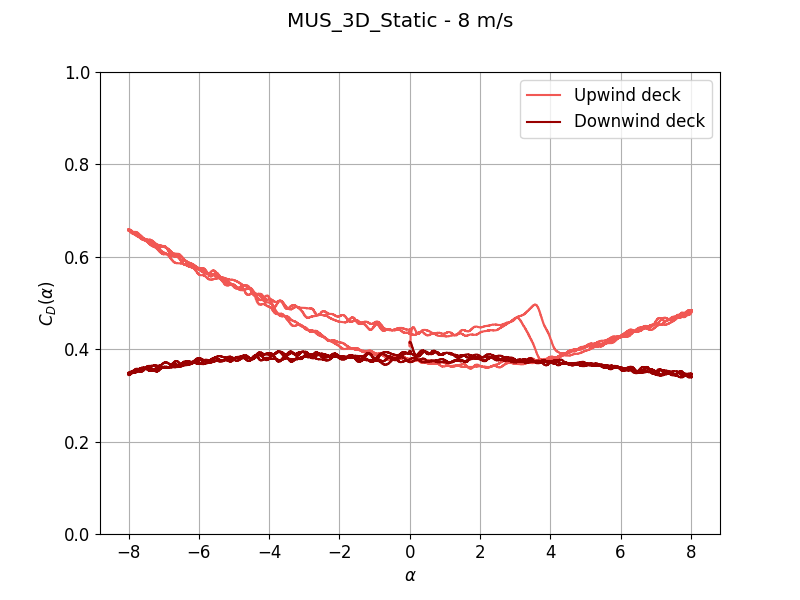 MUS_3D_Static - 8 m/s
Upwind deck
Downwind deck
1.0
0.8
0.6
0.4
0.2
0.0
C_D(α)
−8 −6 −4 −2 0 2 4 6 8
α